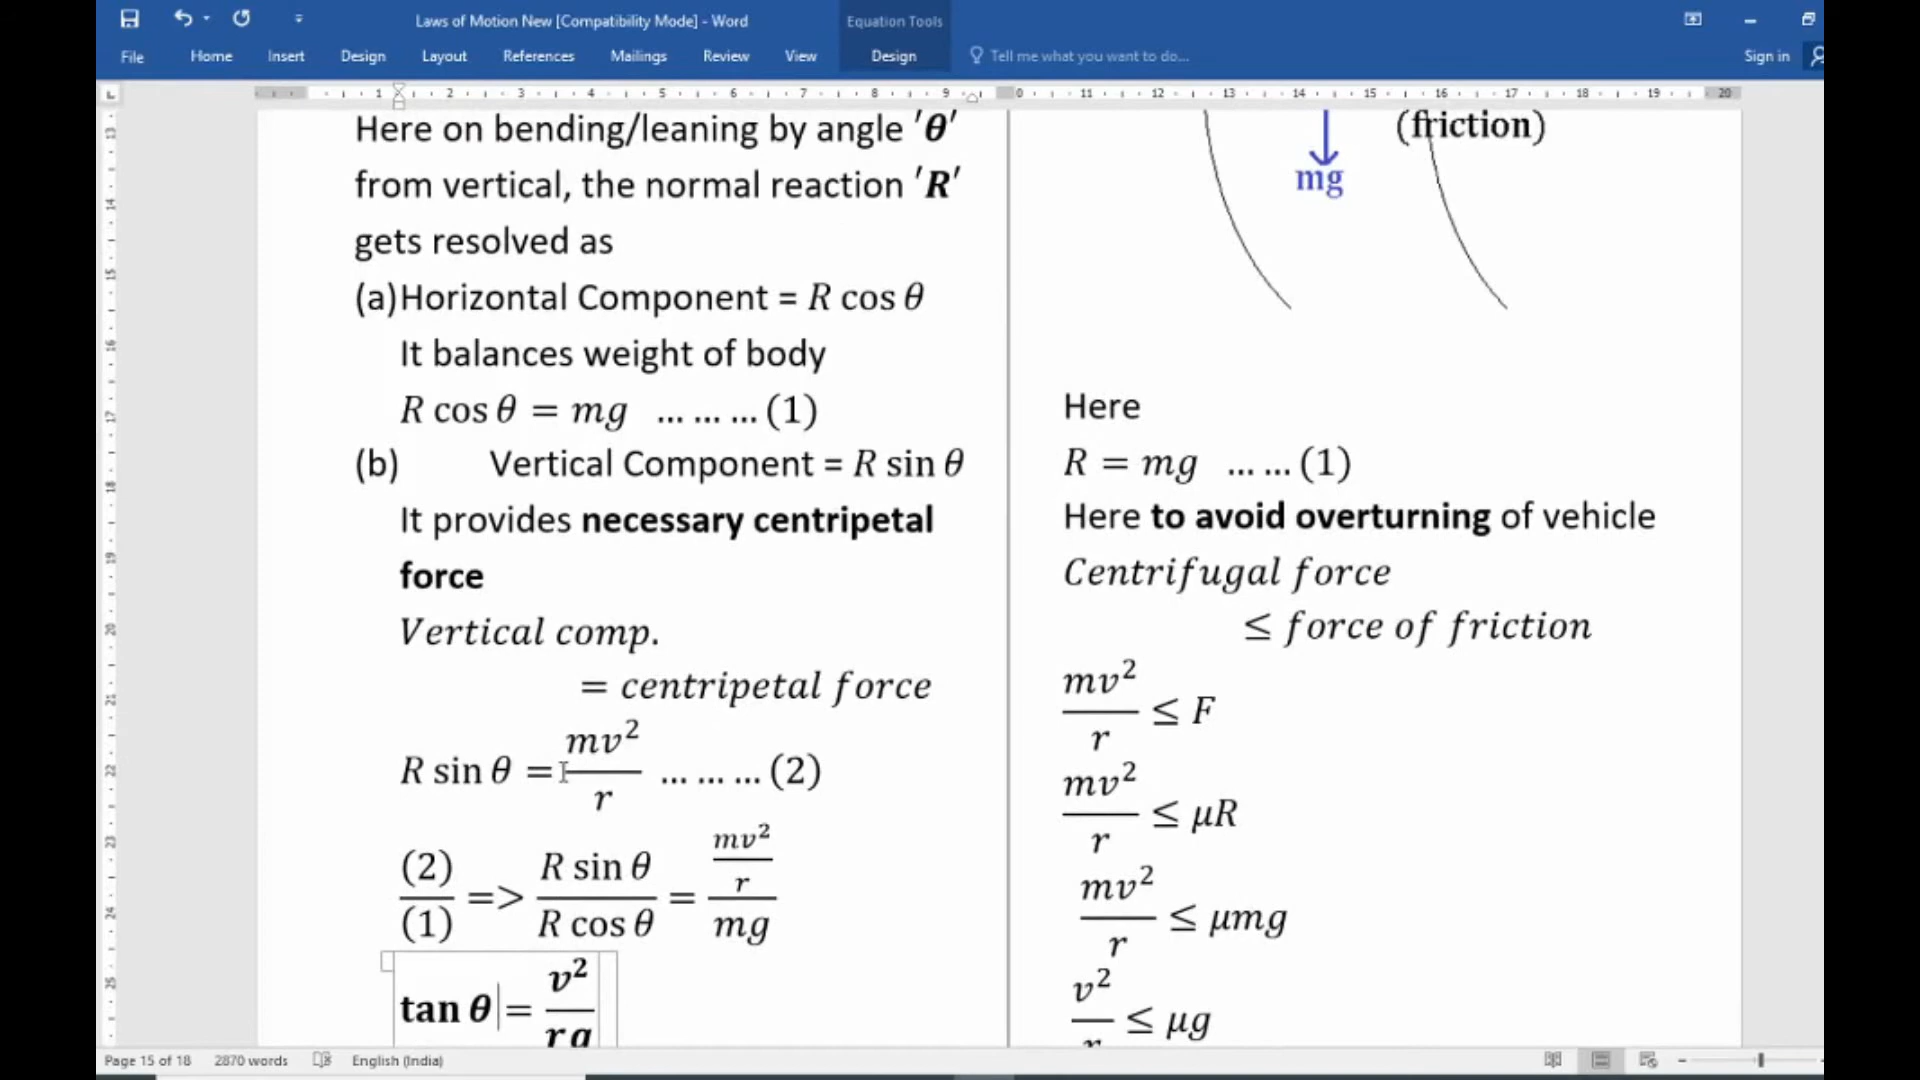 Laws of Motion New [Compatibility Mode] - Word
Equation Tools
File Home Insert Design Layout References Mailings Review View Design Tell me what you want to do... Sign in
Here on bending/leaning by angle ′θ′
from vertical, the normal reaction ′R′
gets resolved as
(a)Horizontal Component = R cos θ
It balances weight of body
R cos θ = mg … … … (1)
(b) Vertical Component = R sin θ
It provides necessary centripetal
force
Vertical comp.
= centripetal force
R sin θ = mv²/r … … … (2)
(2)/(1) => R sin θ/R cos θ = (mv²/r)/mg
tan θ = v²/rg
(friction)
mg
Here
R = mg … … (1)
Here to avoid overturning of vehicle
Centrifugal force
≤ force of friction
mv²/r ≤ F
mv²/r ≤ μR
mv²/r ≤ μmg
v²/r ≤ μg
Page 15 of 18 2870 words English (India)